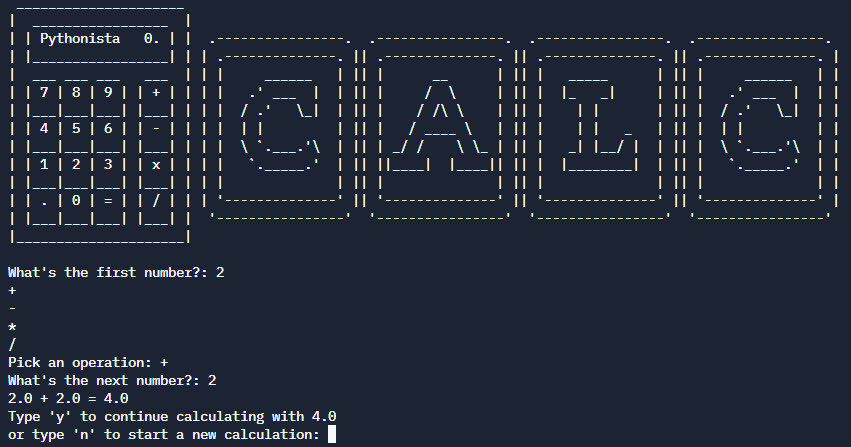 Pythonista   0.
7 8 9 +
4 5 6 -
1 2 3 x
. 0 = /
CALC
What's the first number?: 2
+
-
*
/
Pick an operation: +
What's the next number?: 2
2.0 + 2.0 = 4.0
Type 'y' to continue calculating with 4.0
or type 'n' to start a new calculation: